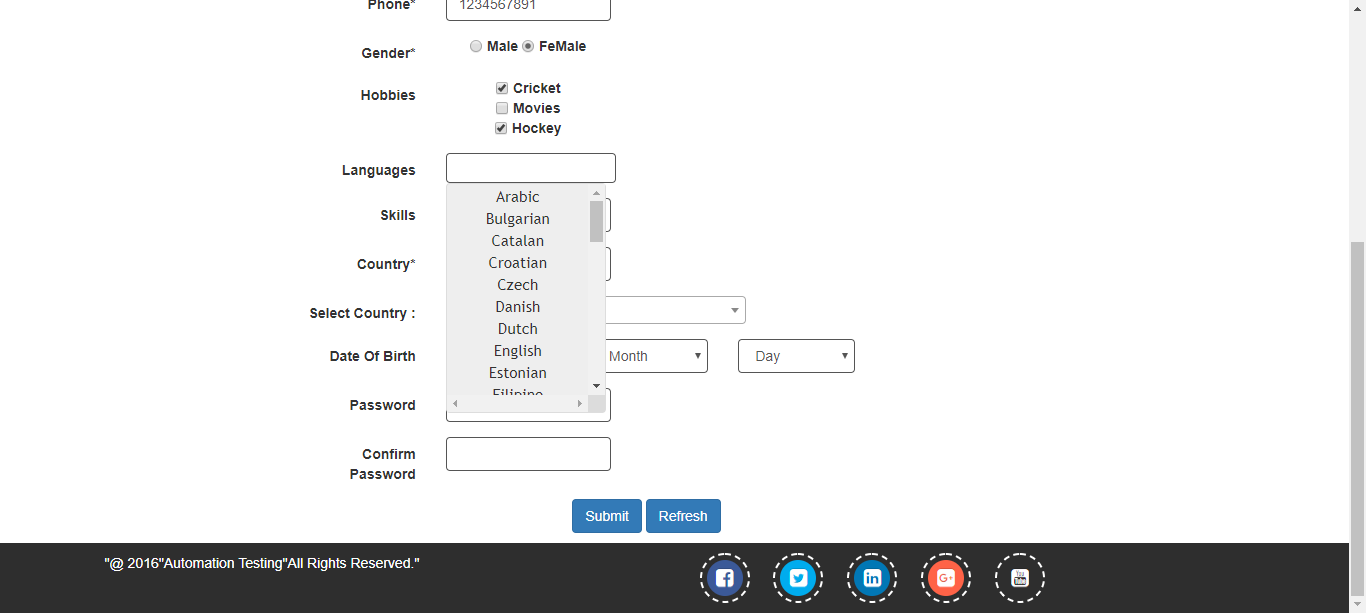 Phone*
1234567891
Gender*
Male FeMale
Hobbies
Cricket
Movies
Hockey
Languages
Arabic
Bulgarian
Skills
Catalan
Country*
Croatian
Czech
Select Country :
Danish
Dutch
Date Of Birth
English
Month
Day
Estonian
Filipino
Password
Confirm
Password
Submit Refresh
"@ 2016"Automation Testing"All Rights Reserved."
f
in
G+
You
Tube